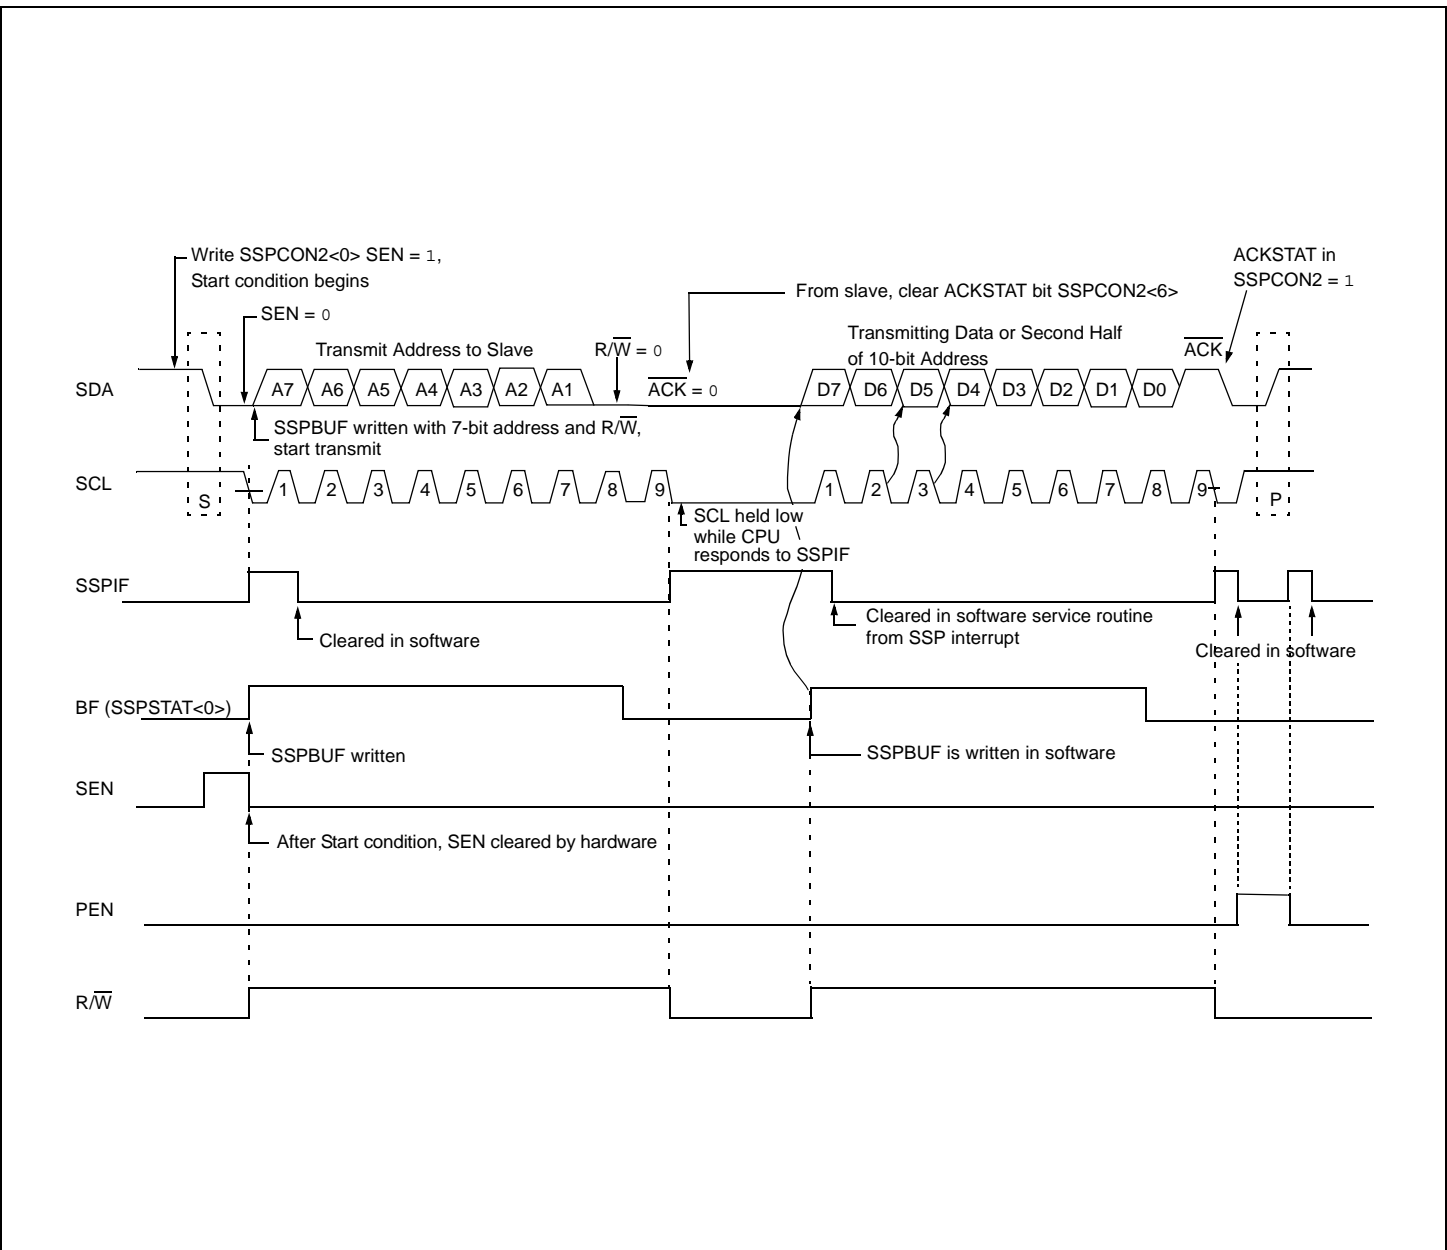 Write SSPCON2<0> SEN = 1,
Start condition begins
ACKSTAT in
SSPCON2 = 1
From slave, clear ACKSTAT bit SSPCON2<6>
SEN = 0
Transmit Address to Slave
R/W̅ = 0
Transmitting Data or Second Half
of 10-bit Address
A̅C̅K̅
SDA
A7 A6 A5 A4 A3 A2 A1
A̅C̅K̅ = 0
D7 D6 D5 D4 D3 D2 D1 D0
SSPBUF written with 7-bit address and R/W̅,
start transmit
SCL
S
1 2 3 4 5 6 7 8 9
1 2 3 4 5 6 7 8 9
P
SCL held low
while CPU
responds to SSPIF
SSPIF
Cleared in software
Cleared in software service routine
from SSP interrupt
Cleared in software
BF (SSPSTAT<0>)
SSPBUF written
SSPBUF is written in software
SEN
After Start condition, SEN cleared by hardware
PEN
R/W̅